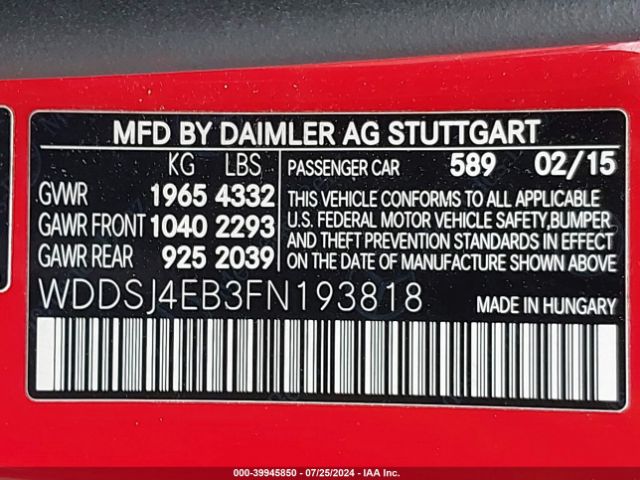 MFD BY DAIMLER AG STUTTGART
KG LBS
GVWR 1965 4332
GAWR FRONT 1040 2293
GAWR REAR 925 2039
PASSENGER CAR 589 02/15
THIS VEHICLE CONFORMS TO ALL APPLICABLE
U.S. FEDERAL MOTOR VEHICLE SAFETY,BUMPER
AND THEFT PREVENTION STANDARDS IN EFFECT
ON THE DATE OF MANUFACTURE SHOWN ABOVE.
WDDSJ4EB3FN193818 MADE IN HUNGARY
000-39945850 - 07/25/2024 - IAAI.COM